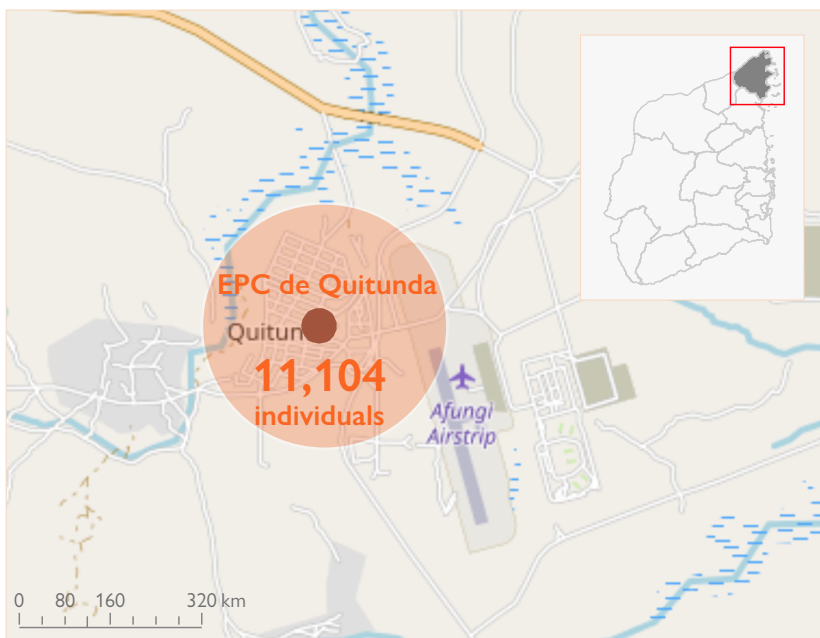 EPC de Quitunda
Quitun
11,104
individuals
Afungi
Airstrip
0 80 160 320 km